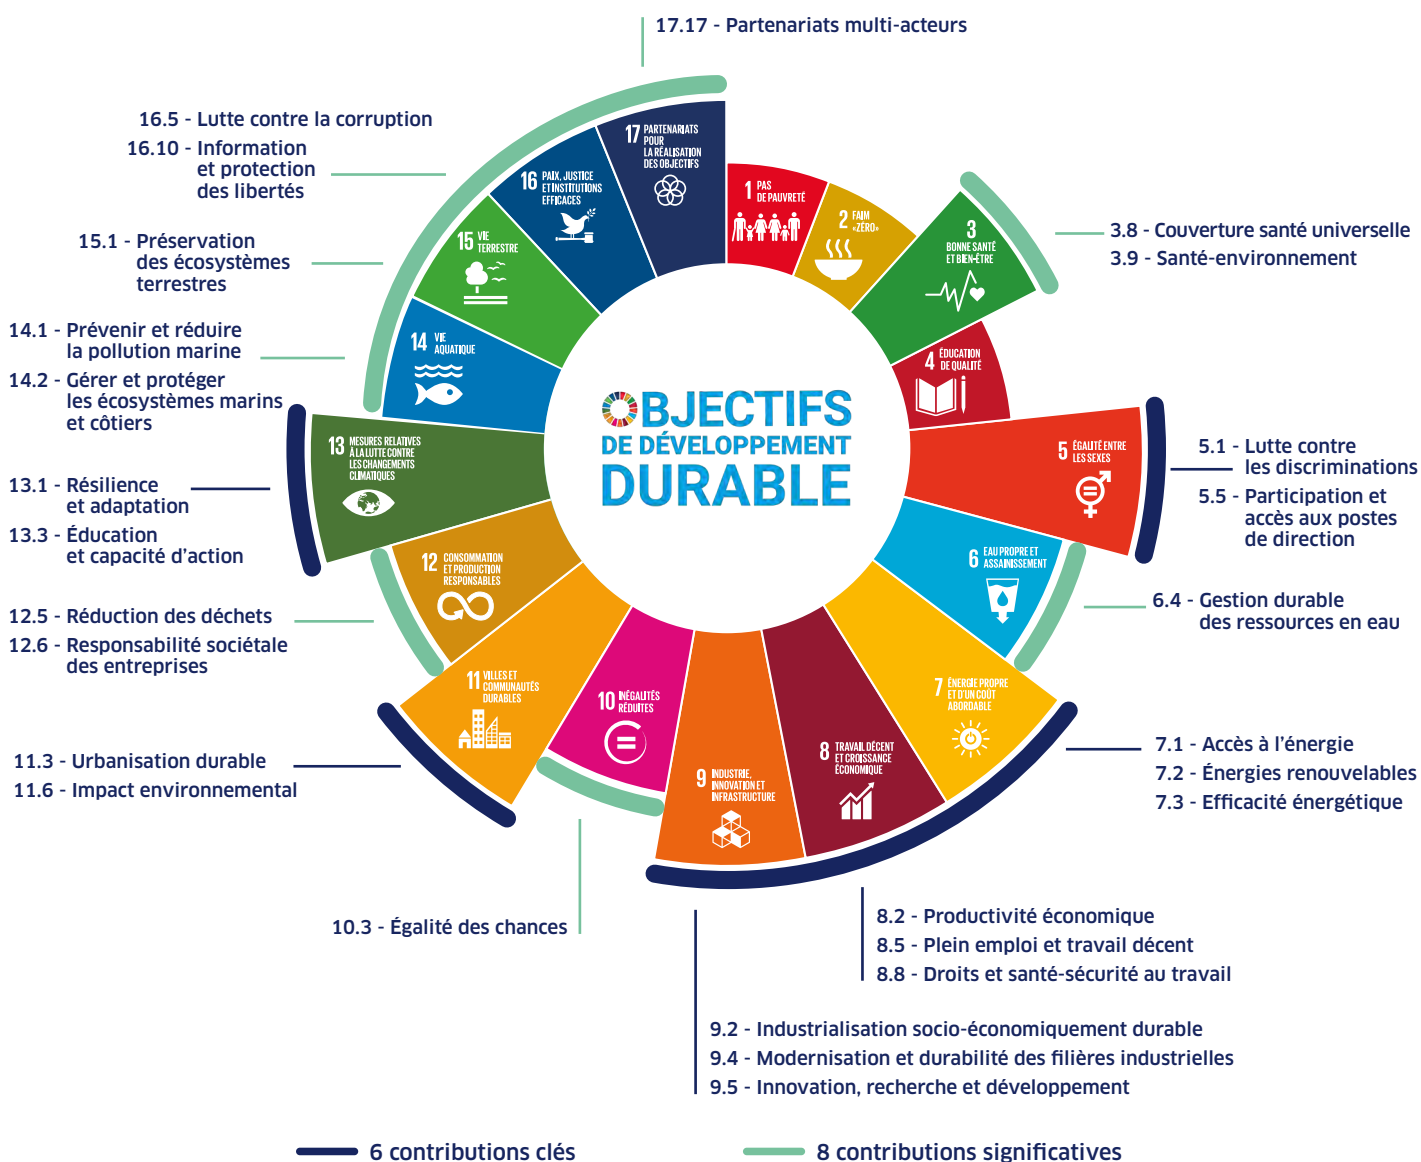 17.17 - Partenariats multi-acteurs
16.5 - Lutte contre la corruption
16.10 - Information
et protection
des libertés
15.1 - Préservation
des écosystèmes
terrestres
14.1 - Prévenir et réduire
la pollution marine
14.2 - Gérer et protéger
les écosystèmes marins
et côtiers
13.1 - Résilience
et adaptation
13.3 - Éducation
et capacité d'action
12.5 - Réduction des déchets
12.6 - Responsabilité sociétale
des entreprises
11.3 - Urbanisation durable
11.6 - Impact environnemental
10.3 - Égalité des chances
1 PAS
DE PAUVRETÉ
2 FAIM
«ZÉRO»
3
BONNE SANTÉ
ET BIEN-ÊTRE
4 ÉDUCATION
DE QUALITÉ
5 ÉGALITÉ ENTRE
LES SEXES
6 EAU PROPRE ET
ASSAINISSEMENT
7 ÉNERGIE PROPRE
ET D'UN COÛT
ABORDABLE
8 TRAVAIL DÉCENT
ET CROISSANCE
ÉCONOMIQUE
9 INDUSTRIE,
INNOVATION ET
INFRASTRUCTURE
10 INÉGALITÉS
RÉDUITES
11 VILLES ET
COMMUNAUTÉS
DURABLES
12 CONSOMMATION
ET PRODUCTION
RESPONSABLES
13 MESURES RELATIVES
À LA LUTTE CONTRE
LES CHANGEMENTS
CLIMATIQUES
14 VIE
AQUATIQUE
15 VIE
TERRESTRE
16 PAIX, JUSTICE
ET INSTITUTIONS
EFFICACES
17 PARTENARIATS
POUR
LA RÉALISATION
DES OBJECTIFS
OBJECTIFS
DE DÉVELOPPEMENT
DURABLE
3.8 - Couverture santé universelle
3.9 - Santé-environnement
5.1 - Lutte contre
les discriminations
5.5 - Participation et
accès aux postes
de direction
6.4 - Gestion durable
des ressources en eau
7.1 - Accès à l'énergie
7.2 - Énergies renouvelables
7.3 - Efficacité énergétique
8.2 - Productivité économique
8.5 - Plein emploi et travail décent
8.8 - Droits et santé-sécurité au travail
9.2 - Industrialisation socio-économiquement durable
9.4 - Modernisation et durabilité des filières industrielles
9.5 - Innovation, recherche et développement
6 contributions clés
8 contributions significatives